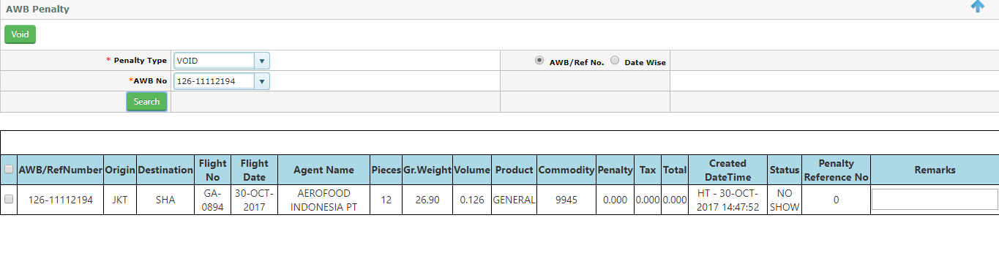 AWB Penalty
Void
* Penalty Type VOID AWB/Ref No. Date Wise
*AWB No 126-11112194
Search
AWB/RefNumber Origin Destination Flight No Flight Date Agent Name Pieces Gr.Weight Volume Product Commodity Penalty Tax Total Created DateTime Status Penalty Reference No Remarks
126-11112194 JKT SHA GA-0894 30-OCT-2017 AEROFOOD INDONESIA PT 12 26.90 0.126 GENERAL 9945 0.000 0.000 0.000 HT - 30-OCT-2017 14:47:52 NO SHOW 0